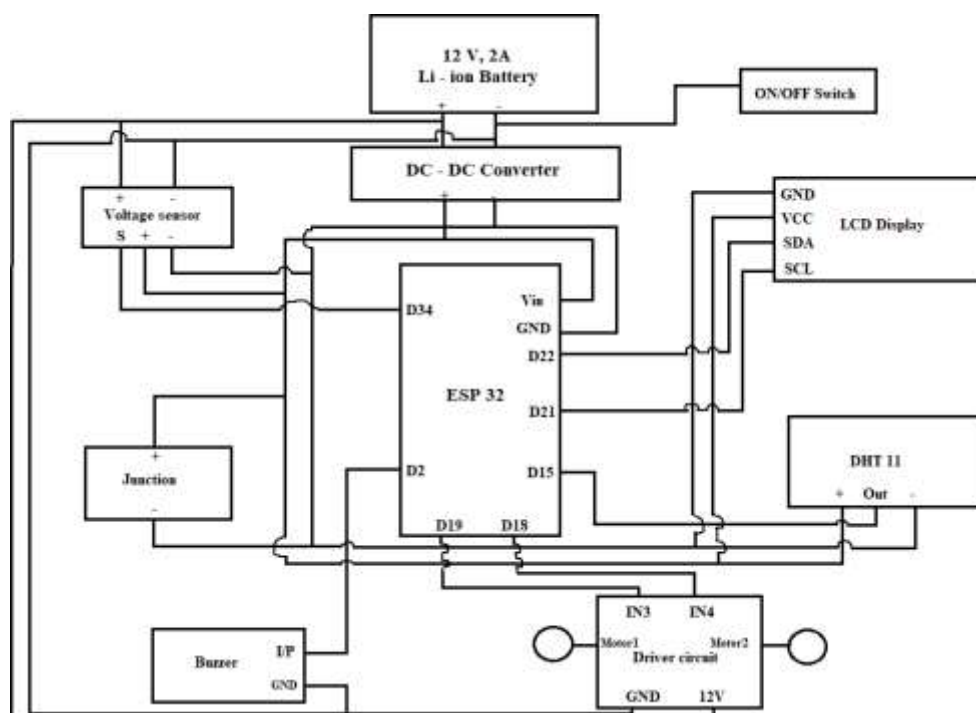 12 V, 2A
Li - ion Battery
+ -
ON/OFF Switch
DC - DC Converter
+ -
+ -
Voltage sensor
S + -
GND
VCC
SDA
SCL
LCD Display
Vin
GND
D34
D22
ESP 32
D21
D2
D15
D19 D18
+
Junction
-
DHT 11
+ Out -
IN3 IN4
Motor1 Motor2
Driver circuit
GND 12V
I/P
Buzzer
GND